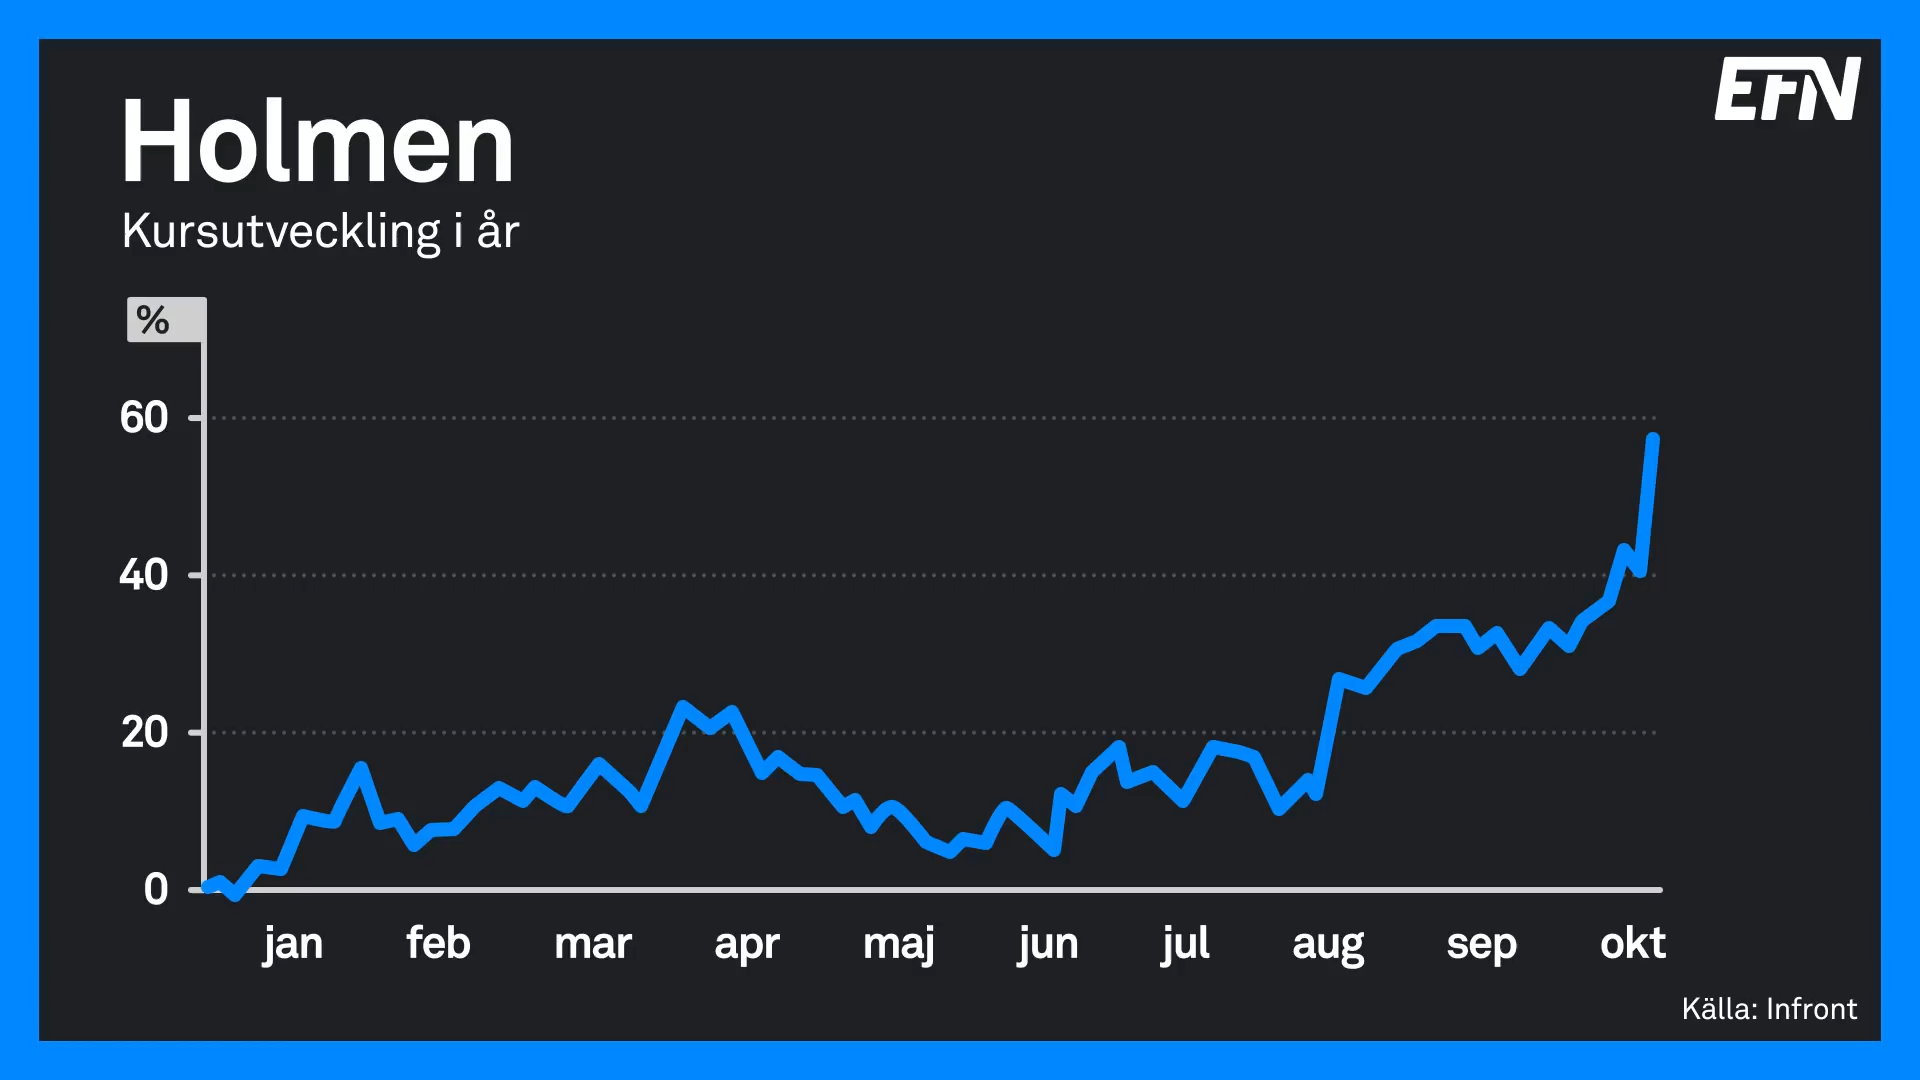 EFN
Holmen
Kursutveckling i år
%
60
40
20
0
jan feb mar apr maj jun jul aug sep okt
Källa: Infront